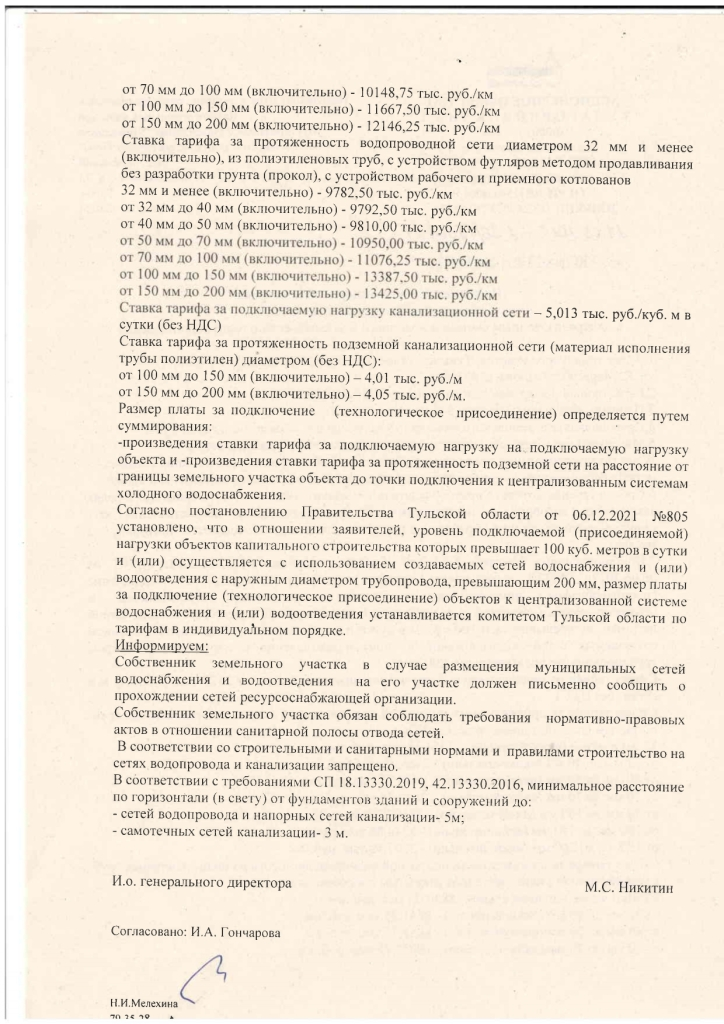 от 70 мм до 100 мм (включительно) - 10148,75 тыс. руб./км
от 100 мм до 150 мм (включительно) - 11667,50 тыс. руб./км
от 150 мм до 200 мм (включительно) - 12146,25 тыс. руб./км
Ставка тарифа за протяженность водопроводной сети диаметром 32 мм и менее
(включительно), из полиэтиленовых труб, с устройством футляров методом продавливания
без разработки грунта (прокол), с устройством рабочего и приемного котлованов
32 мм и менее (включительно) - 9782,50 тыс. руб./км
от 32 мм до 40 мм (включительно) - 9792,50 тыс. руб./км
от 40 мм до 50 мм (включительно) - 9810,00 тыс. руб./км
от 50 мм до 70 мм (включительно) - 10950,00 тыс. руб./км
от 70 мм до 100 мм (включительно) - 11076,25 тыс. руб./км
от 100 мм до 150 мм (включительно) - 13387,50 тыс. руб./км
от 150 мм до 200 мм (включительно) - 13425,00 тыс. руб./км
Ставка тарифа за подключаемую нагрузку канализационной сети – 5,013 тыс. руб./куб. м в
сутки (без НДС)
Ставка тарифа за протяженность подземной канализационной сети (материал исполнения
трубы полиэтилен) диаметром (без НДС):
от 100 мм до 150 мм (включительно) – 4,01 тыс. руб./м
от 150 мм до 200 мм (включительно) – 4,05 тыс. руб./м.
Размер платы за подключение (технологическое присоединение) определяется путем
суммирования:
-произведения ставки тарифа за подключаемую нагрузку на подключаемую нагрузку
объекта и -произведения ставки тарифа за протяженность подземной сети на расстояние от
границы земельного участка объекта до точки подключения к централизованным системам
холодного водоснабжения.
Согласно постановлению Правительства Тульской области от 06.12.2021 №805
установлено, что в отношении заявителей, уровень подключаемой (присоединяемой)
нагрузки объектов капитального строительства которых превышает 100 куб. метров в сутки
и (или) осуществляется с использованием создаваемых сетей водоснабжения и (или)
водоотведения с наружным диаметром трубопровода, превышающим 200 мм, размер платы
за подключение (технологическое присоединение) объектов к централизованной системе
водоснабжения и (или) водоотведения устанавливается комитетом Тульской области по
тарифам в индивидуальном порядке.
Информируем:
Собственник земельного участка в случае размещения муниципальных сетей
водоснабжения и водоотведения на его участке должен письменно сообщить о
прохождении сетей ресурсоснабжающей организации.
Собственник земельного участка обязан соблюдать требования нормативно-правовых
актов в отношении санитарной полосы отвода сетей.
В соответствии со строительными и санитарными нормами и правилами строительство на
сетях водопровода и канализации запрещено.
В соответствии с требованиями СП 18.13330.2019, 42.13330.2016, минимальное расстояние
по горизонтали (в свету) от фундаментов зданий и сооружений до:
- сетей водопровода и напорных сетей канализации- 5м;
- самотечных сетей канализации- 3 м.
И.о. генерального директора
М.С. Никитин
Согласовано: И.А. Гончарова
Н.И.Мелехина